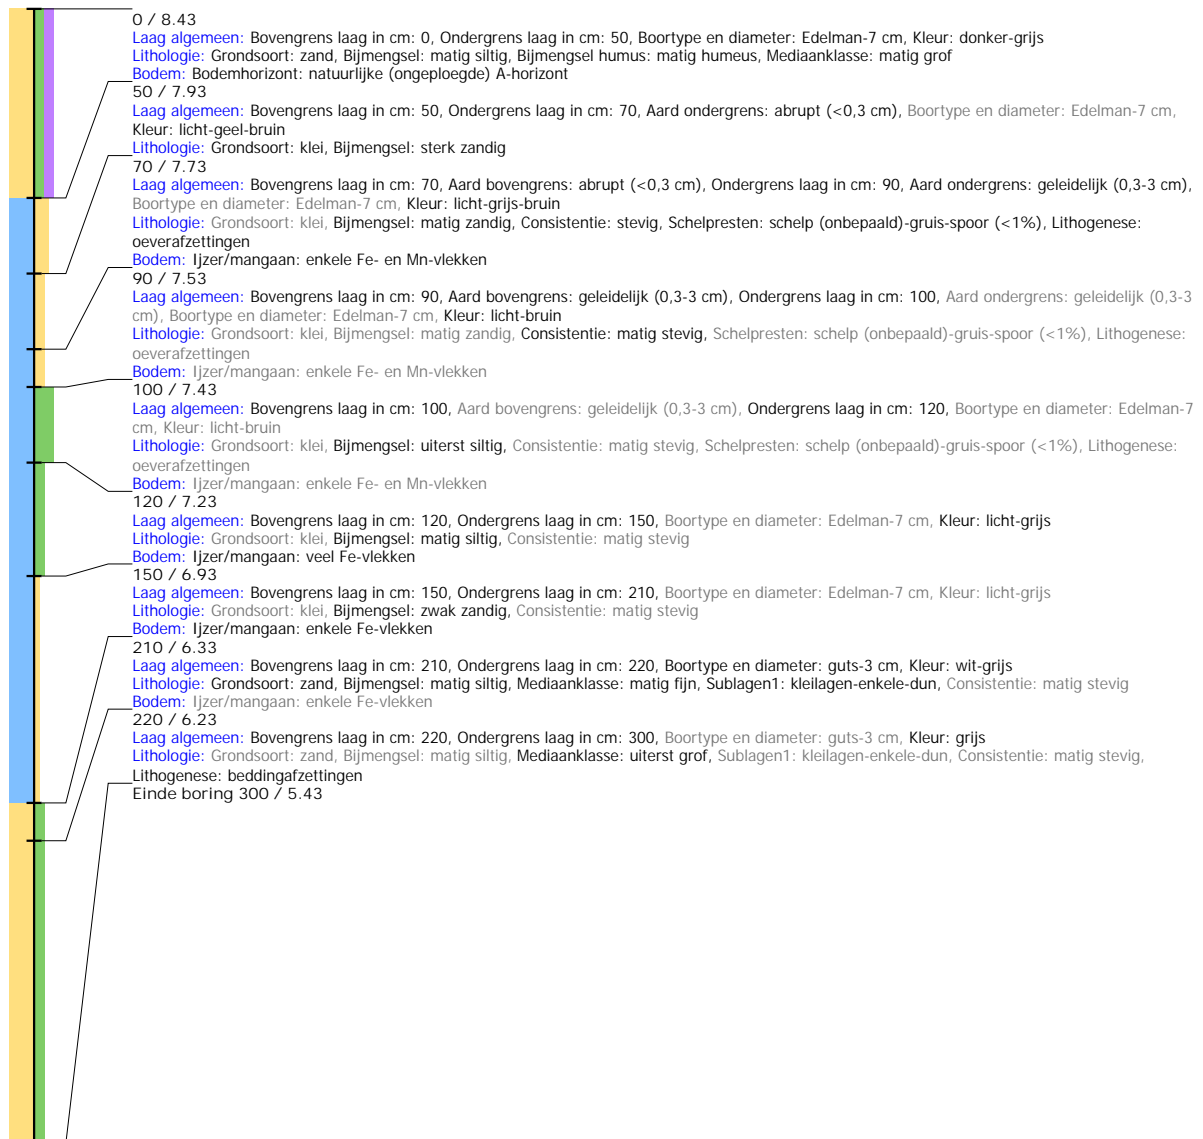 0 / 8.43
Laag algemeen: Bovengrens laag in cm: 0, Ondergrens laag in cm: 50, Boortype en diameter: Edelman-7 cm, Kleur: donker-grijs
Lithologie: Grondsoort: zand, Bijmengsel: matig siltig, Bijmengsel humus: matig humeus, Mediaanklasse: matig grof
Bodem: Bodemhorizont: natuurlijke (ongeploegde) A-horizont
50 / 7.93
Laag algemeen: Bovengrens laag in cm: 50, Ondergrens laag in cm: 70, Aard ondergrens: abrupt (<0,3 cm), Boortype en diameter: Edelman-7 cm,
Kleur: licht-geel-bruin
Lithologie: Grondsoort: klei, Bijmengsel: sterk zandig
70 / 7.73
Laag algemeen: Bovengrens laag in cm: 70, Aard bovengrens: abrupt (<0,3 cm), Ondergrens laag in cm: 90, Aard ondergrens: geleidelijk (0,3-3 cm),
Boortype en diameter: Edelman-7 cm, Kleur: licht-grijs-bruin
Lithologie: Grondsoort: klei, Bijmengsel: matig zandig, Consistentie: stevig, Schelpresten: schelp (onbepaald)-gruis-spoor (<1%), Lithogenese:
oeverafzettingen
Bodem: Ijzer/mangaan: enkele Fe- en Mn-vlekken
90 / 7.53
Laag algemeen: Bovengrens laag in cm: 90, Aard bovengrens: geleidelijk (0,3-3 cm), Ondergrens laag in cm: 100, Aard ondergrens: geleidelijk (0,3-3
cm), Boortype en diameter: Edelman-7 cm, Kleur: licht-bruin
Lithologie: Grondsoort: klei, Bijmengsel: matig zandig, Consistentie: matig stevig, Schelpresten: schelp (onbepaald)-gruis-spoor (<1%), Lithogenese:
oeverafzettingen
Bodem: Ijzer/mangaan: enkele Fe- en Mn-vlekken
100 / 7.43
Laag algemeen: Bovengrens laag in cm: 100, Aard bovengrens: geleidelijk (0,3-3 cm), Ondergrens laag in cm: 120, Boortype en diameter: Edelman-7
cm, Kleur: licht-bruin
Lithologie: Grondsoort: klei, Bijmengsel: uiterst siltig, Consistentie: matig stevig, Schelpresten: schelp (onbepaald)-gruis-spoor (<1%), Lithogenese:
oeverafzettingen
Bodem: Ijzer/mangaan: enkele Fe- en Mn-vlekken
120 / 7.23
Laag algemeen: Bovengrens laag in cm: 120, Ondergrens laag in cm: 150, Boortype en diameter: Edelman-7 cm, Kleur: licht-grijs
Lithologie: Grondsoort: klei, Bijmengsel: matig siltig, Consistentie: matig stevig
Bodem: Ijzer/mangaan: veel Fe-vlekken
150 / 6.93
Laag algemeen: Bovengrens laag in cm: 150, Ondergrens laag in cm: 210, Boortype en diameter: Edelman-7 cm, Kleur: licht-grijs
Lithologie: Grondsoort: klei, Bijmengsel: zwak zandig, Consistentie: matig stevig
Bodem: Ijzer/mangaan: enkele Fe-vlekken
210 / 6.33
Laag algemeen: Bovengrens laag in cm: 210, Ondergrens laag in cm: 220, Boortype en diameter: guts-3 cm, Kleur: wit-grijs
Lithologie: Grondsoort: zand, Bijmengsel: matig siltig, Mediaanklasse: matig fijn, Sublagen1: kleilagen-enkele-dun, Consistentie: matig stevig
Bodem: Ijzer/mangaan: enkele Fe-vlekken
220 / 6.23
Laag algemeen: Bovengrens laag in cm: 220, Ondergrens laag in cm: 300, Boortype en diameter: guts-3 cm, Kleur: grijs
Lithologie: Grondsoort: zand, Bijmengsel: matig siltig, Mediaanklasse: uiterst grof, Sublagen1: kleilagen-enkele-dun, Consistentie: matig stevig,
Lithogenese: beddingafzettingen
Einde boring 300 / 5.43